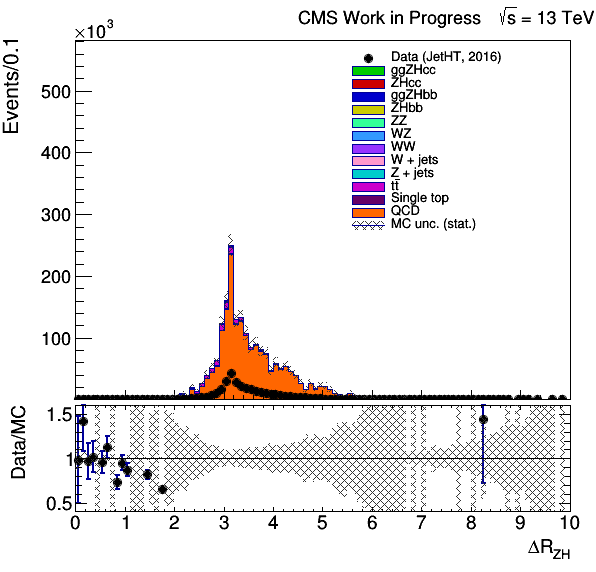 CMS Work in Progress √s = 13 TeV
×10³
Events/0.1
500
400
300
200
100
Data (JetHT, 2016)
ggZHcc
ZHcc
ggZHbb
ZHbb
ZZ
WZ
WW
W + jets
Z + jets
tt̄
Single top
QCD
MC unc. (stat.)
Data/MC
1.5
1
0.5
0 1 2 3 4 5 6 7 8 9 10
ΔR_ZH